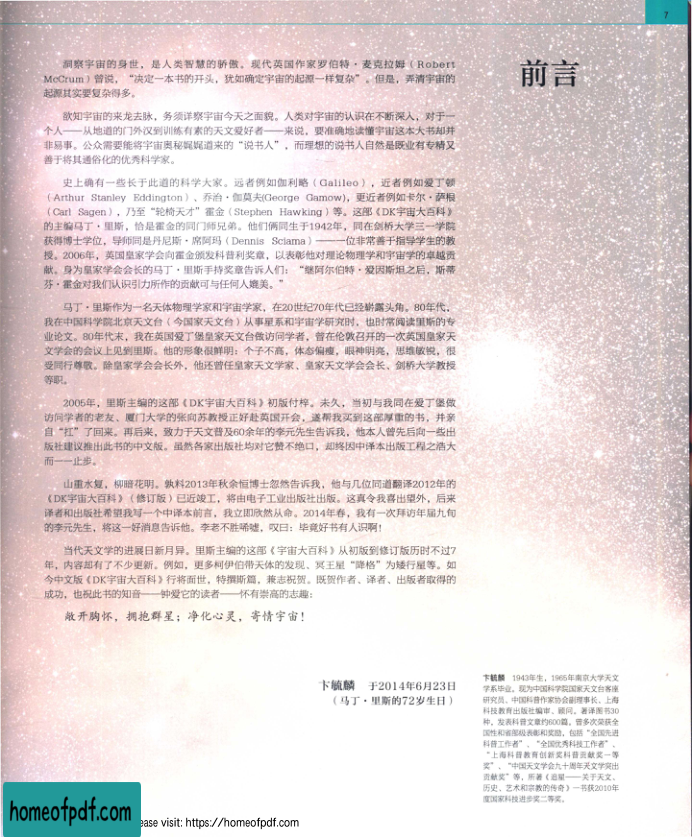 7
前言
洞察宇宙的身世，是人类智慧的骄傲。现代英国作家罗伯特·麦克拉姆（Robert
McCrum）曾说，“决定一本书的开头，犹如确定宇宙的起源一样复杂”。但是，弄清宇宙的
起源其实要复杂得多。
欲知宇宙的来龙去脉，务须详察宇宙今天之面貌。人类对宇宙的认识在不断深入，对于一
个人——从地道的门外汉到训练有素的天文爱好者——来说，要准确地读懂宇宙这本大书却并
非易事。公众需要能将宇宙奥秘娓娓道来的“说书人”，而理想的说书人自然是既业有专精又
善于将其通俗化的优秀科学家。
史上确有一些长于此道的科学大家。远者例如伽利略（Galileo），近者例如爱丁顿
（Arthur Stanley Eddington）、乔治·伽莫夫(George Gamow)，更近者例如卡尔·萨根
（Carl Sagen），乃至“轮椅天才”霍金（Stephen Hawking）等。这部《DK宇宙大百科》
的主编马丁·里斯，恰是霍金的同门师兄弟。他们俩同生于1942年，同在剑桥大学三一学院
获得博士学位，导师同是丹尼斯·席阿玛（Dennis Sciama）——一位非常善于指导学生的教
授。2006年，英国皇家学会向霍金颁发科普利奖章，以表彰他对理论物理学和宇宙学的卓越贡
献。身为皇家学会会长的马丁·里斯手持奖章告诉人们：“继阿尔伯特·爱因斯坦之后，斯蒂
芬·霍金对我们认识引力所作的贡献可与任何人媲美。”
马丁·里斯作为一名天体物理学家和宇宙学家，在20世纪70年代已经崭露头角。80年代，
我在中国科学院北京天文台（今国家天文台）从事星系和宇宙学研究时，也时常阅读里斯的专
业论文。80年代末，我在英国爱丁堡皇家天文台做访问学者，曾在伦敦召开的一次英国皇家天
文学会的会议上见到里斯。他的形象很鲜明：个子不高，体态偏瘦，眼神明亮，思维敏锐，很
受同行尊敬。除皇家学会会长外，他还曾任皇家天文学家、皇家天文学会会长、剑桥大学教授
等职。
2005年，里斯主编的这部《DK宇宙大百科》初版付梓。未久，当初与我同在爱丁堡做
访问学者的老友、厦门大学的张向苏教授正好赴英国开会，遂帮我买到这部厚重的书，并亲
自“扛”了回来。再后来，致力于天文普及60余年的李元先生告诉我，他本人曾先后向一些出
版社建议推出此书的中文版。虽然各家出版社均对它赞不绝口，却终因中译本出版工程之浩大
而一一止步。
山重水复，柳暗花明。孰料2013年秋余恒博士忽然告诉我，他与几位同道翻译2012年的
《DK宇宙大百科》（修订版）已近竣工，将由电子工业出版社出版。这真令我喜出望外，后来
译者和出版社希望我写一个中译本前言，我立即欣然从命。2014年春，我有一次拜访年届九旬
的李元先生，将这一好消息告诉他。李老不胜唏嘘，叹曰：毕竟好书有人识啊！
当代天文学的进展日新月异。里斯主编的这部《宇宙大百科》从初版到修订版历时不过7
年，内容却有了不少更新。例如，更多柯伊伯带天体的发现、冥王星“降格”为矮行星等。如
今中文版《DK宇宙大百科》行将面世，特撰斯篇，兼志祝贺。既贺作者、译者、出版者取得的
成功，也祝此书的知音——钟爱它的读者——怀有崇高的志趣：
敞开胸怀，拥抱群星；净化心灵，寄情宇宙！
卞毓麟 于2014年6月23日
（马丁·里斯的72岁生日）
卞毓麟 1943年生，1965年南京大学天文
学系毕业。现为中国科学院国家天文台客座
研究员、中国科普作家协会副理事长、上海
科技教育出版社编审、顾问。著译图书30
种，发表科普文章约600篇，曾多次荣获全
国性和省部级表彰和奖励，包括“全国先进
科普工作者”、“全国优秀科技工作者”、
“上海科普教育创新奖科普贡献奖一等
奖”、“中国天文学会九十周年天文学突出
贡献奖”等，所著《追星——关于天文、
历史、艺术和宗教的传奇》一书获2010年
度国家科技进步奖二等奖。
homeofpdf.com
ease visit: https://homeofpdf.com